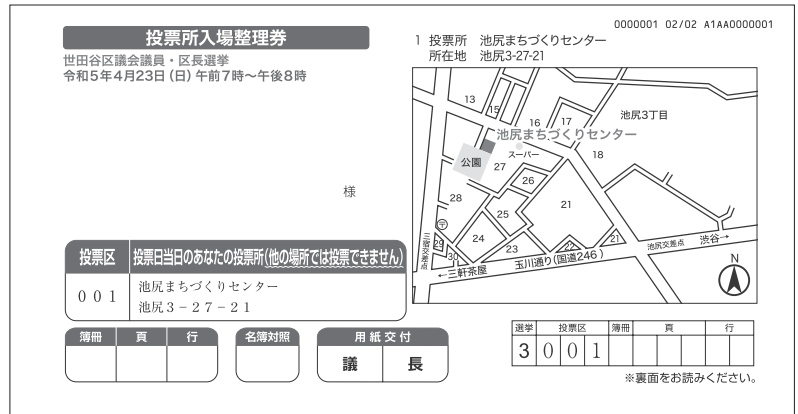 0000001 02/02 A1AA0000001
投票所入場整理券
世田谷区議会議員・区長選挙
令和5年4月23日(日)午前7時〜午後8時
様
1 投票所 池尻まちづくりセンター
所在地 池尻3-27-21
13
15
16
17
池尻3丁目
池尻まちづくりセンター
公園
27
スーパー
18
26
28
21
25
〒
24
23
22
21
29
30
三宿交差点
池尻交差点
渋谷→
玉川通り(国道246)
←三軒茶屋
N
投票区 投票日当日のあなたの投票所(他の場所では投票できません)
001
池尻まちづくりセンター
池尻3−27−21
簿冊 頁 行 名簿対照 用紙交付
議 長
選挙 投票区 簿冊 頁 行
3 0 0 1
※裏面をお読みください。